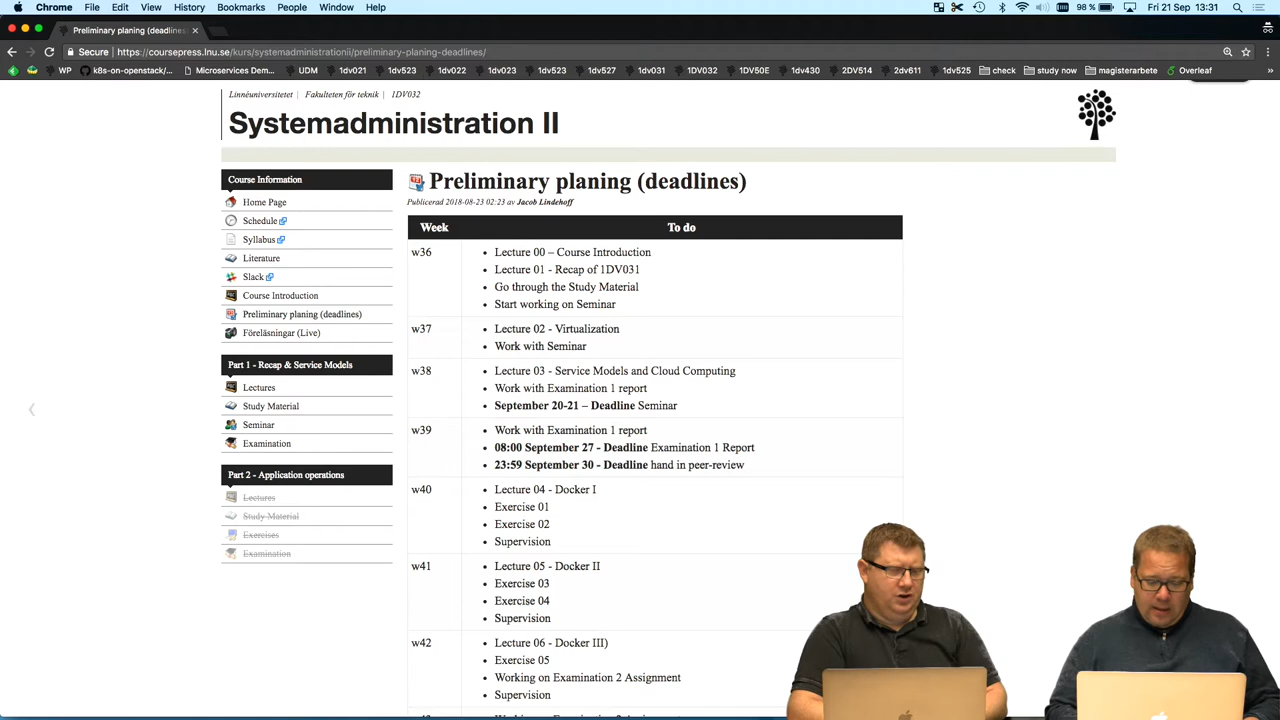 Chrome File Edit View History Bookmarks People Window Help 98 % Fri 21 Sep 13:31
Preliminary planing (deadlines
Secure https://coursepress.lnu.se/kurs/systemadministrationii/preliminary-planing-deadlines/
WP k8s-on-openstack/... Microservices Dem... UDM 1dv021 1dv523 1dv022 1dv023 1dv523 1dv527 1dv031 1DV032 1DV50E 1dv430 2DV514 2dv611 1dv525 check study now magisterarbete Overleaf »
Linnéuniversitetet | Fakulteten för teknik | 1DV032
Systemadministration II
Course Information
Home Page
Schedule
Syllabus
Literature
Slack
Course Introduction
Preliminary planing (deadlines)
Föreläsningar (Live)
Part 1 - Recap & Service Models
Lectures
Study Material
Seminar
Examination
Part 2 - Application operations
Lectures
Study Material
Exercises
Examination
Preliminary planing (deadlines)
Publicerad 2018-08-23 02:23 av Jacob Lindehoff
Week To do
w36
Lecture 00 – Course Introduction
Lecture 01 - Recap of 1DV031
Go through the Study Material
Start working on Seminar
w37
Lecture 02 - Virtualization
Work with Seminar
w38
Lecture 03 - Service Models and Cloud Computing
Work with Examination 1 report
September 20-21 – Deadline Seminar
w39
Work with Examination 1 report
08:00 September 27 - Deadline Examination 1 Report
23:59 September 30 - Deadline hand in peer-review
w40
Lecture 04 - Docker I
Exercise 01
Exercise 02
Supervision
w41
Lecture 05 - Docker II
Exercise 03
Exercise 04
Supervision
w42
Lecture 06 - Docker III)
Exercise 05
Working on Examination 2 Assignment
Supervision